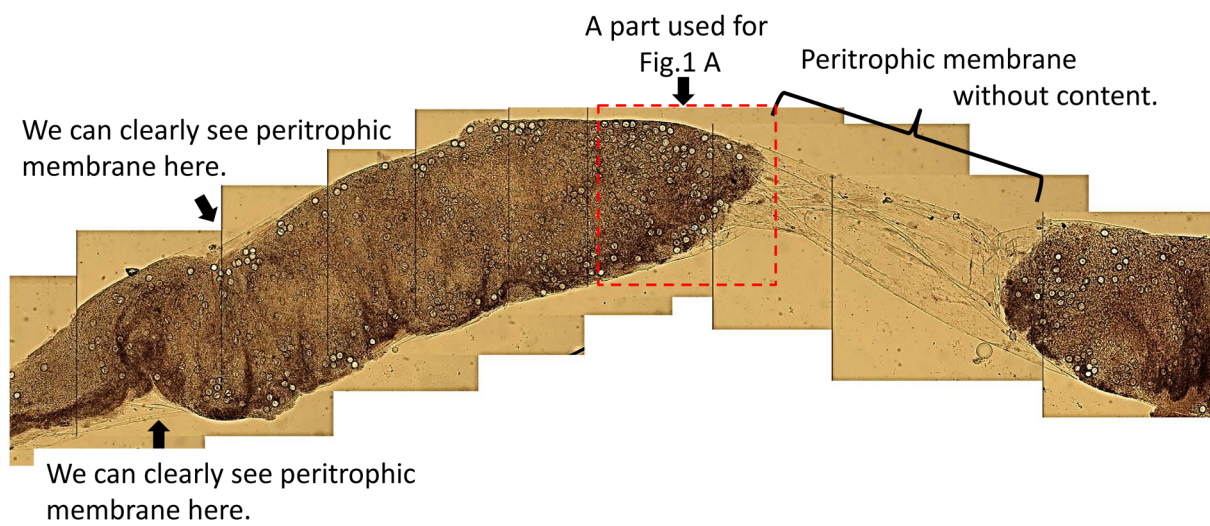 A part used for
Fig.1 A
Peritrophic membrane
without content.
We can clearly see peritrophic
membrane here.
We can clearly see peritrophic
membrane here.